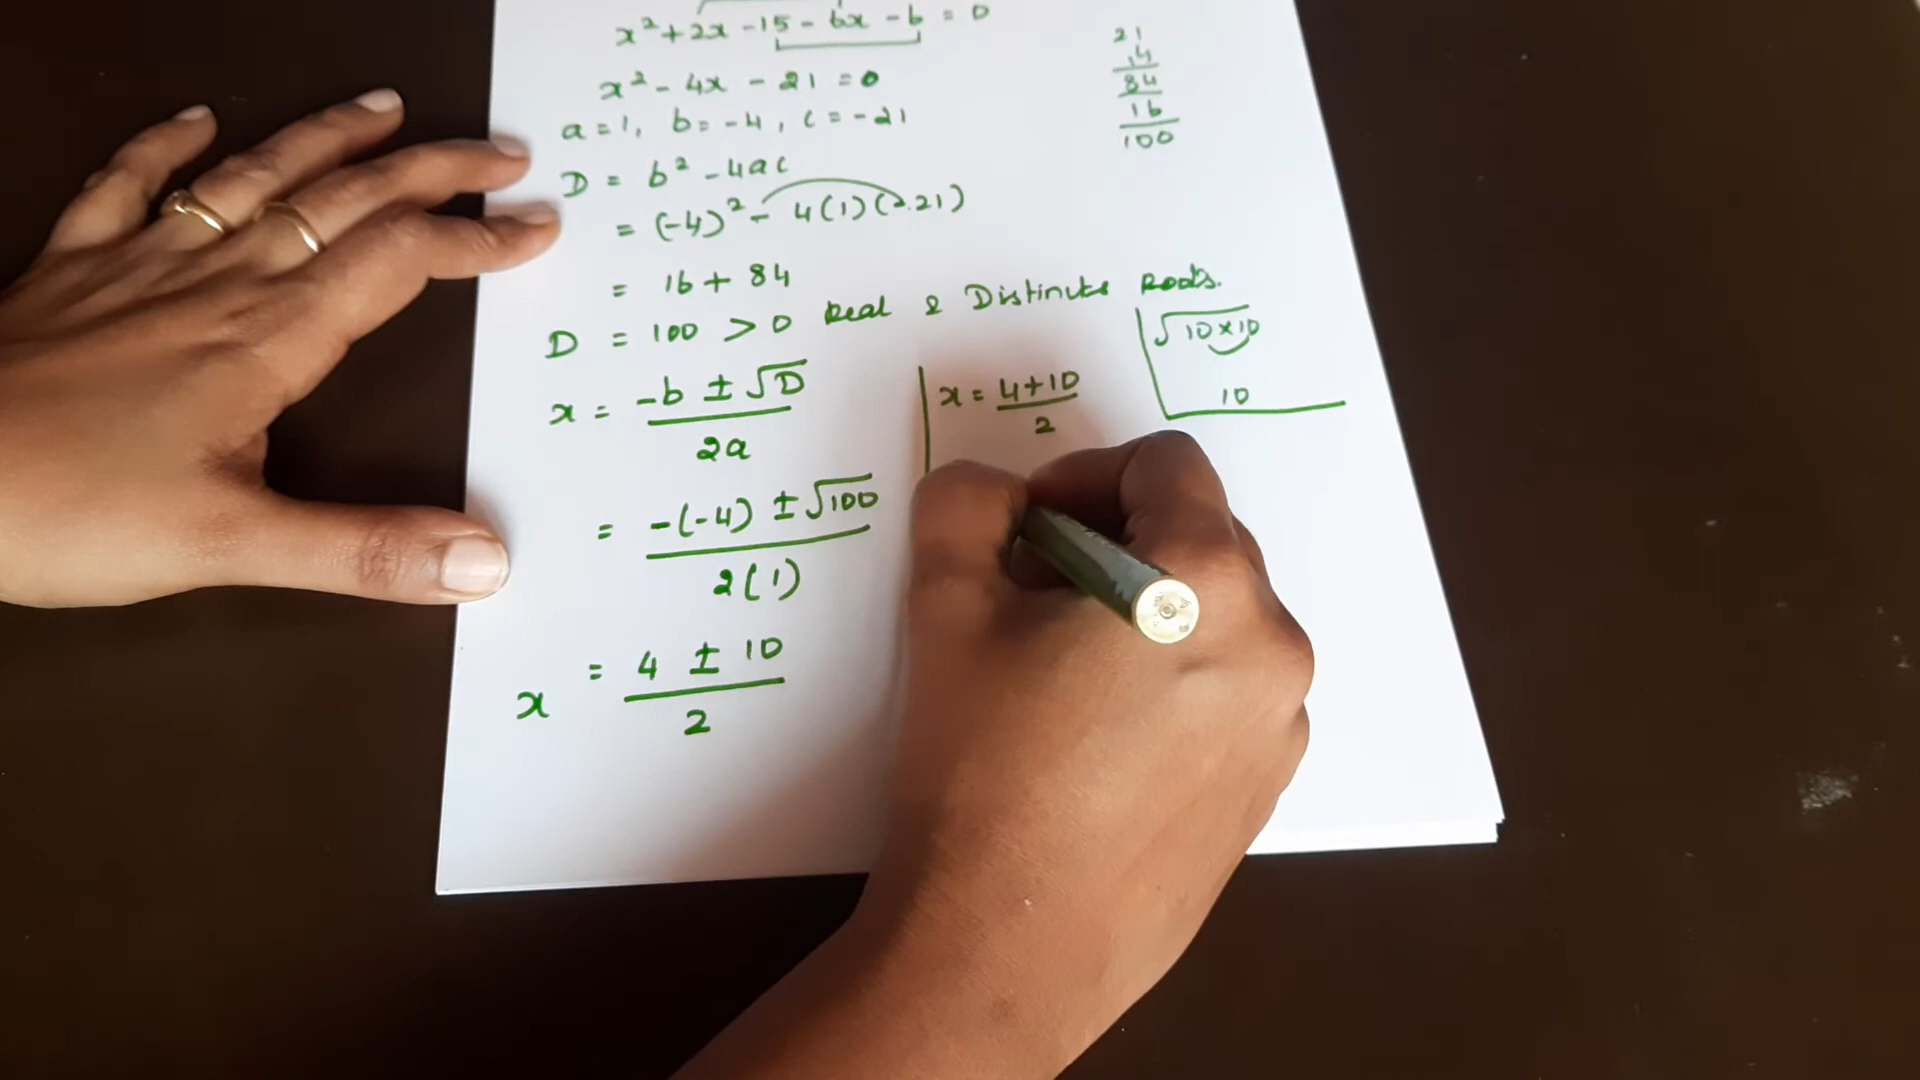 x² + 2x - 15 - 6x - 6 = 0
x² - 4x - 21 = 0
a = 1, b = -4, c = -21
D = b² - 4ac
= (-4)² - 4(1)(-21)
= 16 + 84
D = 100 > 0 Real & Distincts Roots.
x = -b ± √D
2a
= -(-4) ± √100
2(1)
x = 4 ± 10
2
x = 4+10
2
√10×10
10
21
4
84
16
100